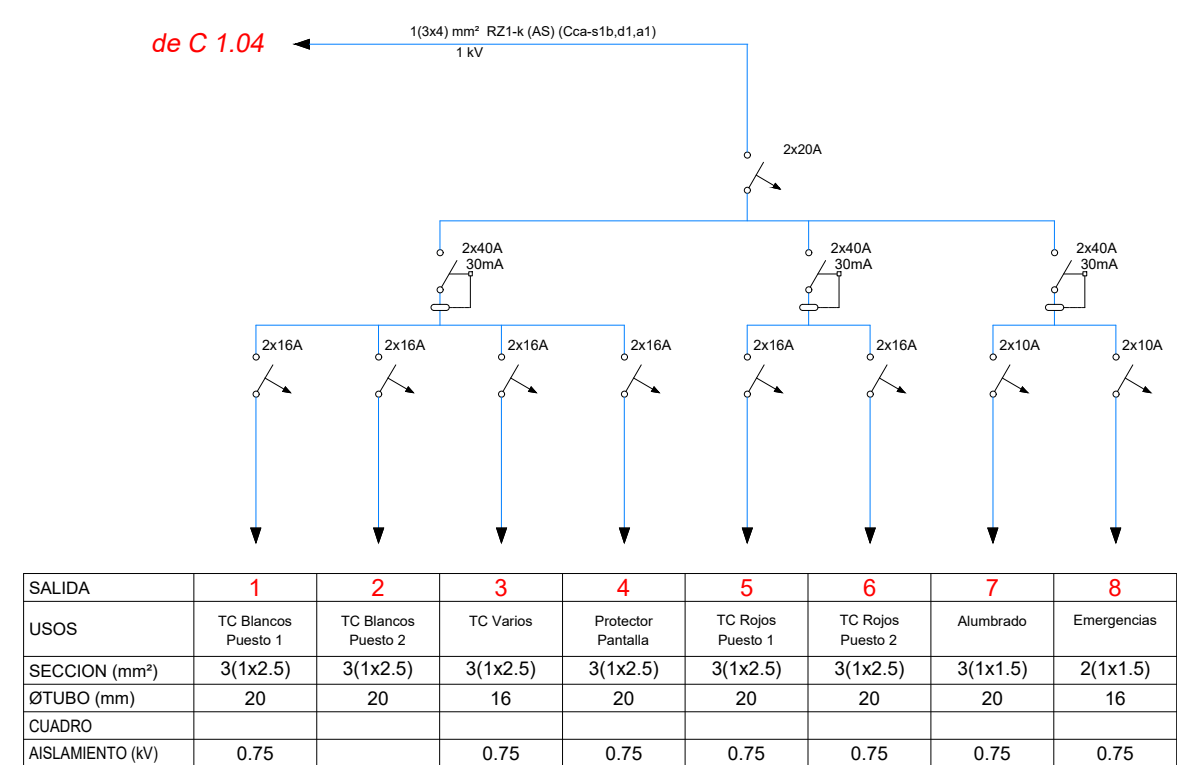 de C 1.04
1(3x4) mm² RZ1-k (AS) (Cca-s1b,d1,a1)
1 kV
2x20A
2x40A
30mA
2x40A
30mA
2x40A
30mA
2x16A 2x16A 2x16A 2x16A 2x16A 2x16A 2x10A 2x10A
SALIDA 1 2 3 4 5 6 7 8
USOS
TC Blancos
Puesto 1
TC Blancos
Puesto 2
TC Varios
Protector
Pantalla
TC Rojos
Puesto 1
TC Rojos
Puesto 2
Alumbrado
Emergencias
SECCION (mm²) 3(1x2.5) 3(1x2.5) 3(1x2.5) 3(1x2.5) 3(1x2.5) 3(1x2.5) 3(1x1.5) 2(1x1.5)
ØTUBO (mm) 20 20 16 20 20 20 20 16
CUADRO
AISLAMIENTO (kV) 0.75 0.75 0.75 0.75 0.75 0.75 0.75